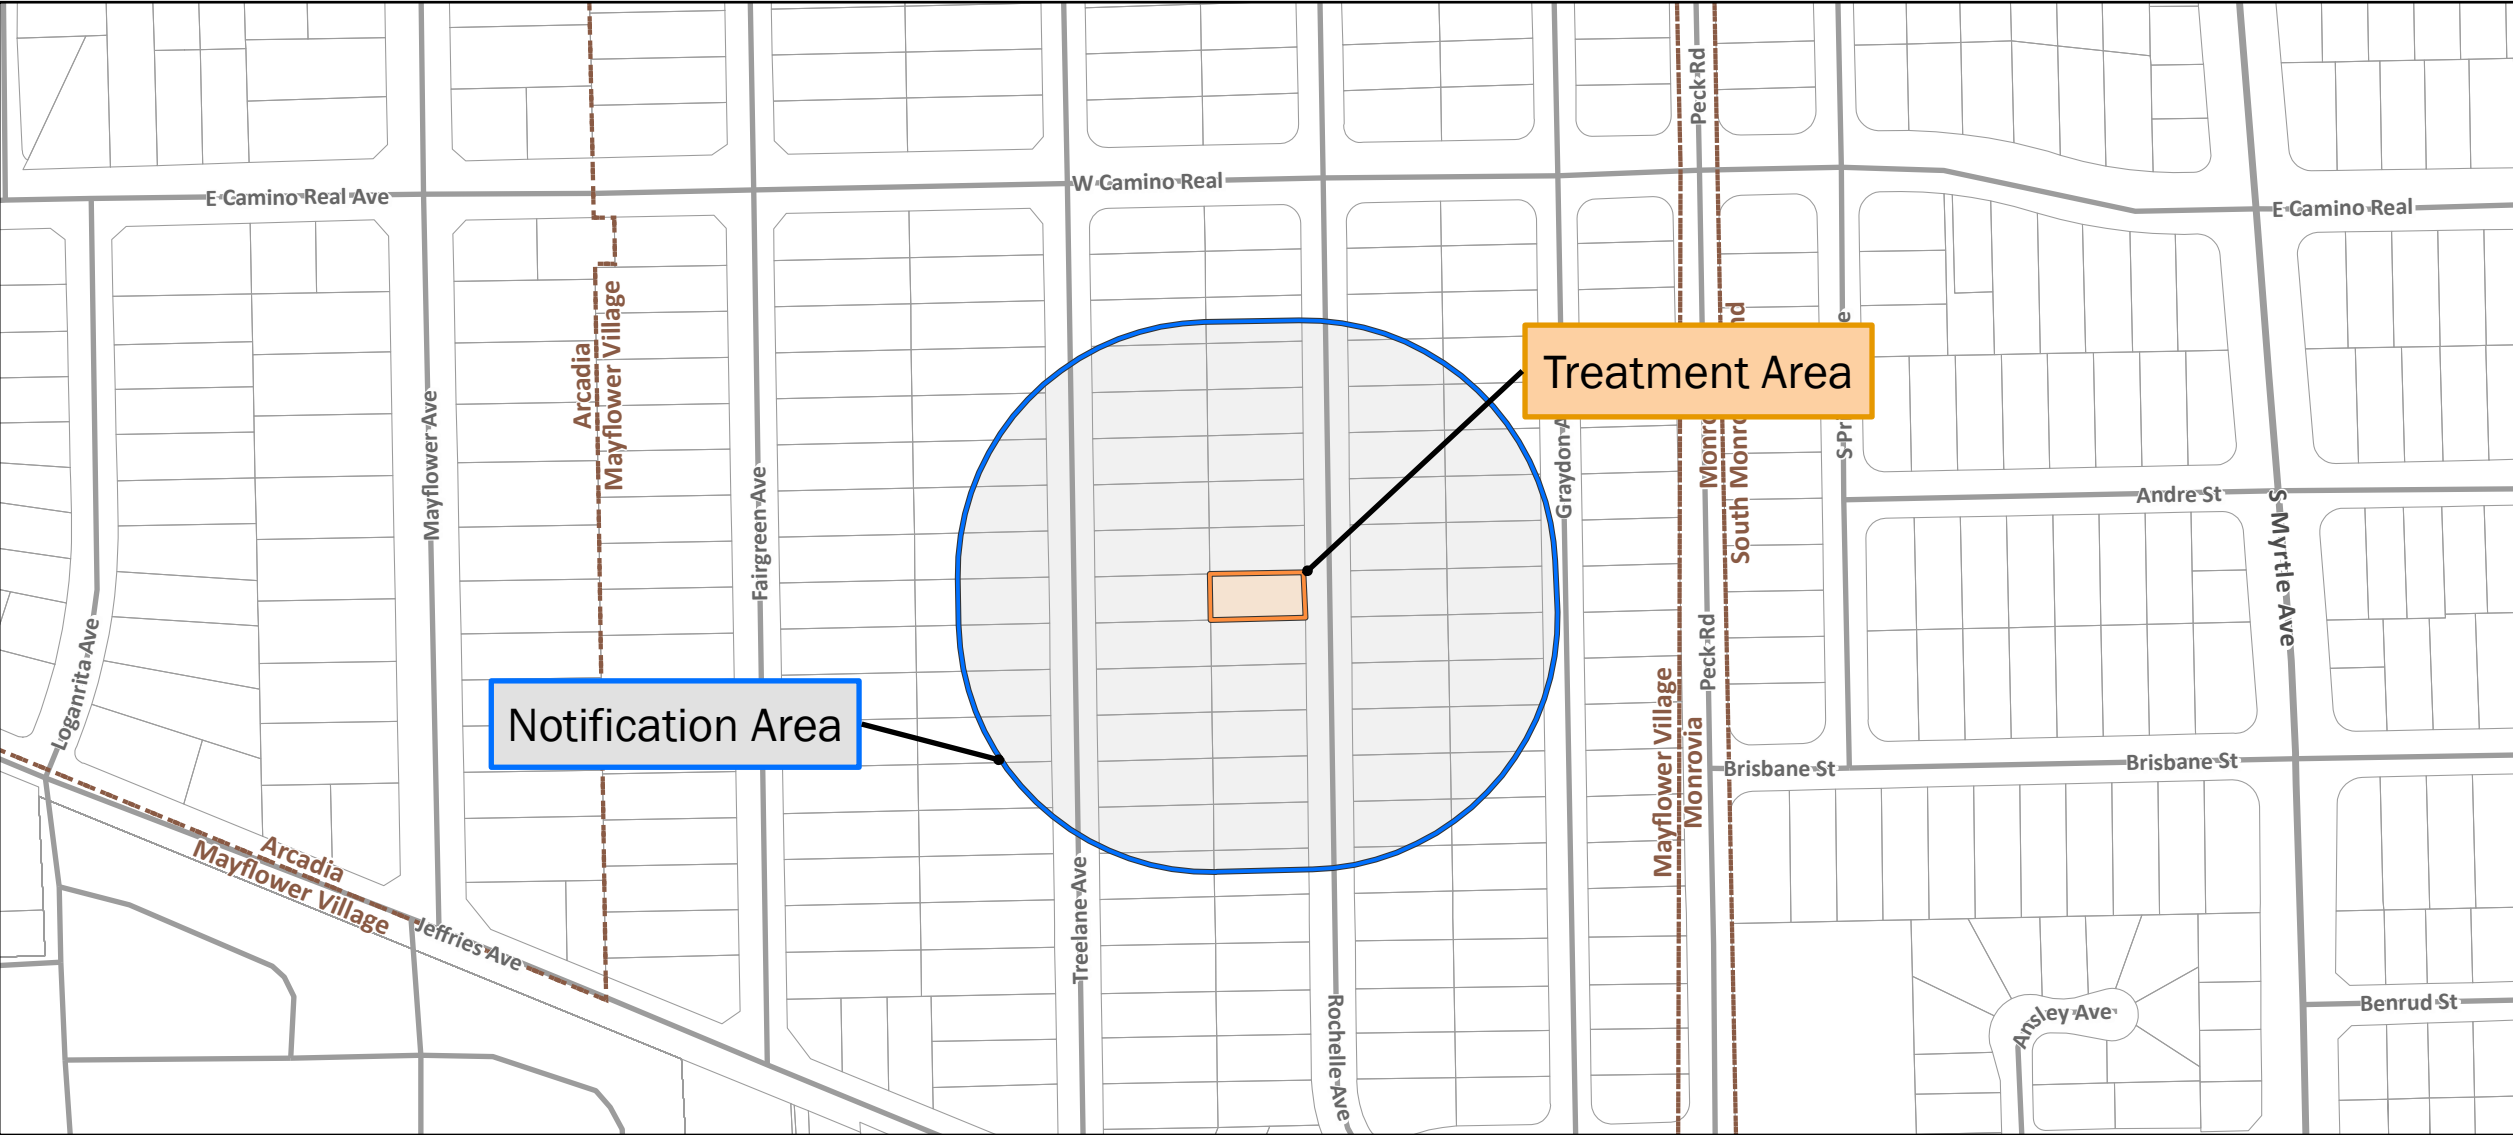 Peck Rd
E Camino Real Ave
W Camino Real
E Camino Real
Arcadia
Mayflower Village
Mayflower Ave
Fairgreen Ave
Treatment Area
Graydon
South
Andre St
S Myrtle Ave
Loganrita Ave
Notification Area
Peck Rd
Mayflower Village
Monrovia
Brisbane St
Brisbane St
Arcadia
Mayflower Village
Jeffries Ave
Treelane Ave
Rochelle Ave
Ansley Ave
Benrud St